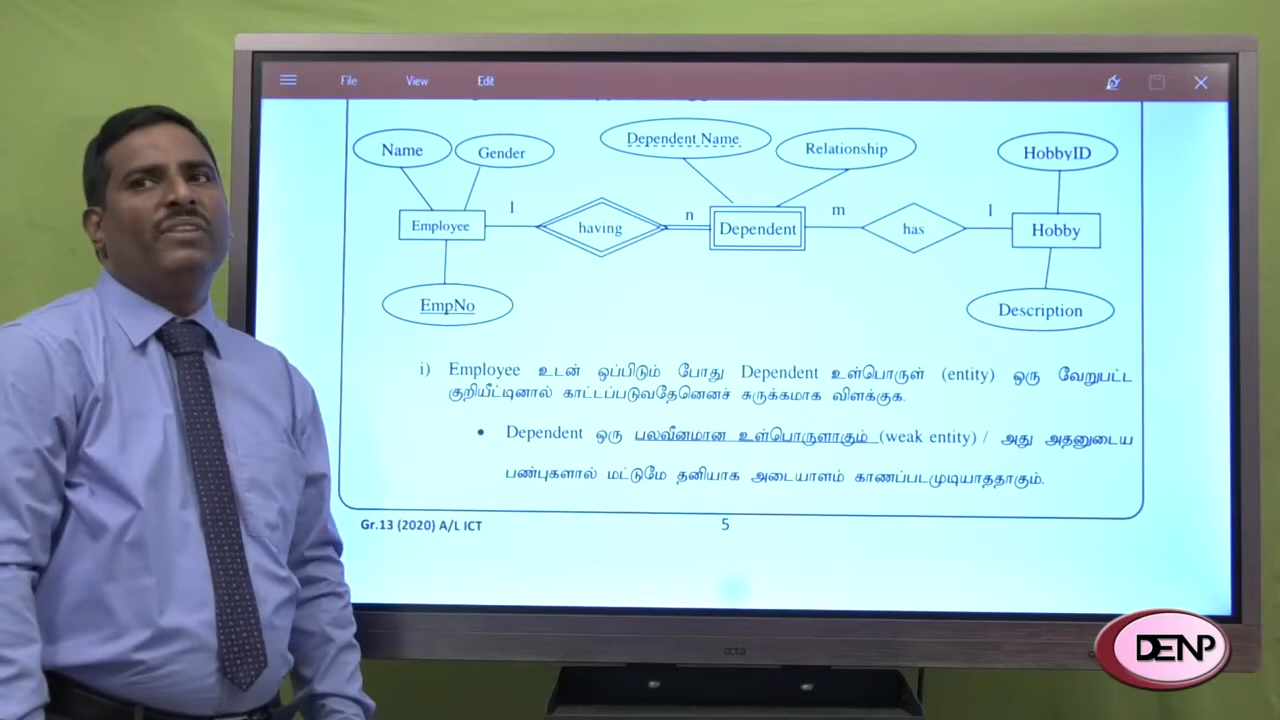 File View Edit
Name Gender Dependent Name Relationship HobbyID
1 n m 1
Employee having Dependent has Hobby
EmpNo Description
i) Employee உடன் ஒப்பிடும் போது Dependent உள்பொருள் (entity) ஒரு வேறுபட்ட
குறியீட்டினால் காட்டப்படுவதேனெனச் சுருக்கமாக விளக்குக.
• Dependent ஒரு பலவீனமான உள்பொருளாகும் (weak entity) / அது அதனுடைய
பண்புகளால் மட்டுமே தனியாக அடையாளம் காணப்படமுடியாததாகும்.
Gr.13 (2020) A/L ICT 5
DENP